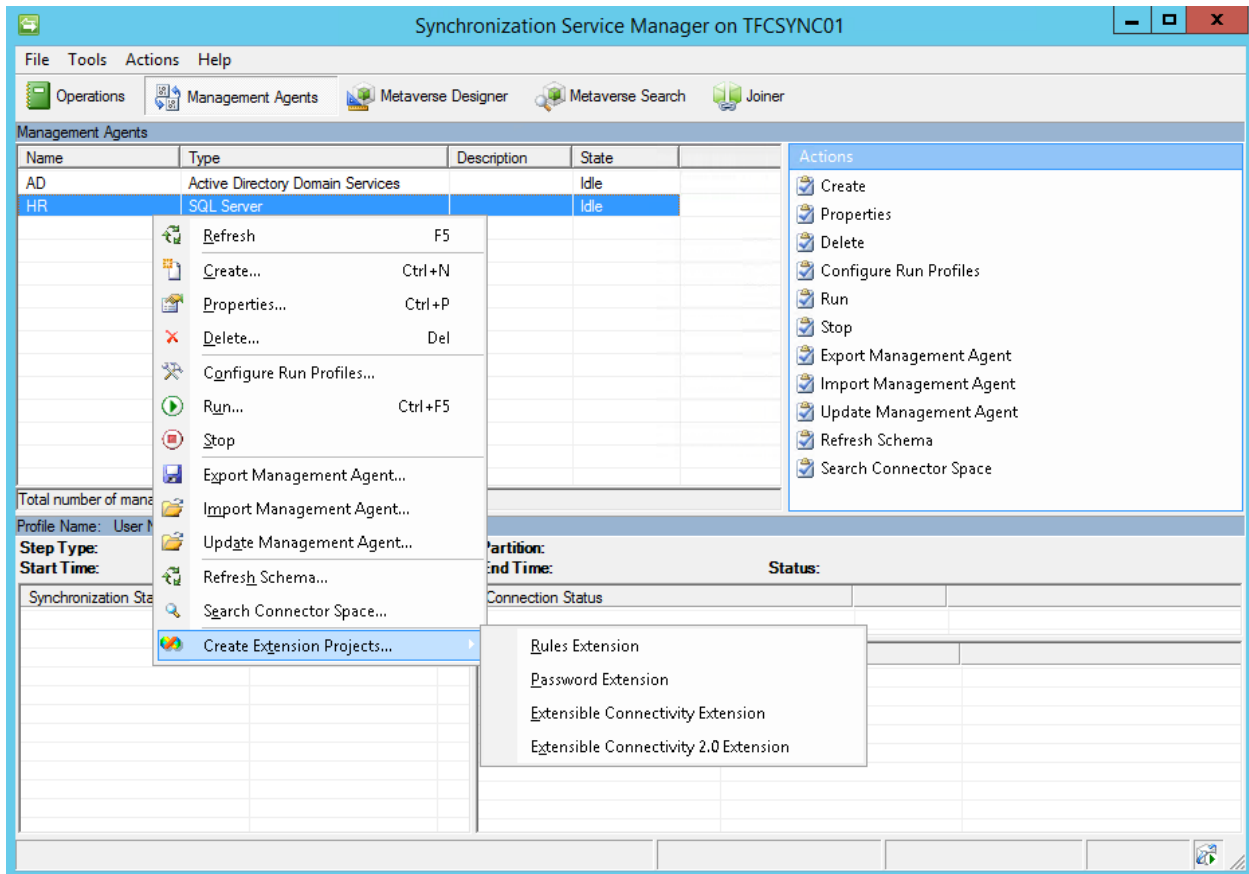 Synchronization Service Manager on TFCSYNC01
File Tools Actions Help
Operations Management Agents Metaverse Designer Metaverse Search Joiner
Management Agents
Name Type Description State
AD Active Directory Domain Services Idle
HR SQL Server Idle
Actions
Create
Properties
Delete
Configure Run Profiles
Run
Stop
Export Management Agent
Import Management Agent
Update Management Agent
Refresh Schema
Search Connector Space
Refresh F5
Create... Ctrl+N
Properties... Ctrl+P
Delete... Del
Configure Run Profiles...
Run... Ctrl+F5
Stop
Export Management Agent...
Import Management Agent...
Update Management Agent...
Refresh Schema...
Search Connector Space...
Create Extension Projects...
Rules Extension
Password Extension
Extensible Connectivity Extension
Extensible Connectivity 2.0 Extension
Total number of
Profile Name: User
Step Type: Partition:
Start Time: End Time: Status:
Synchronization Connection Status